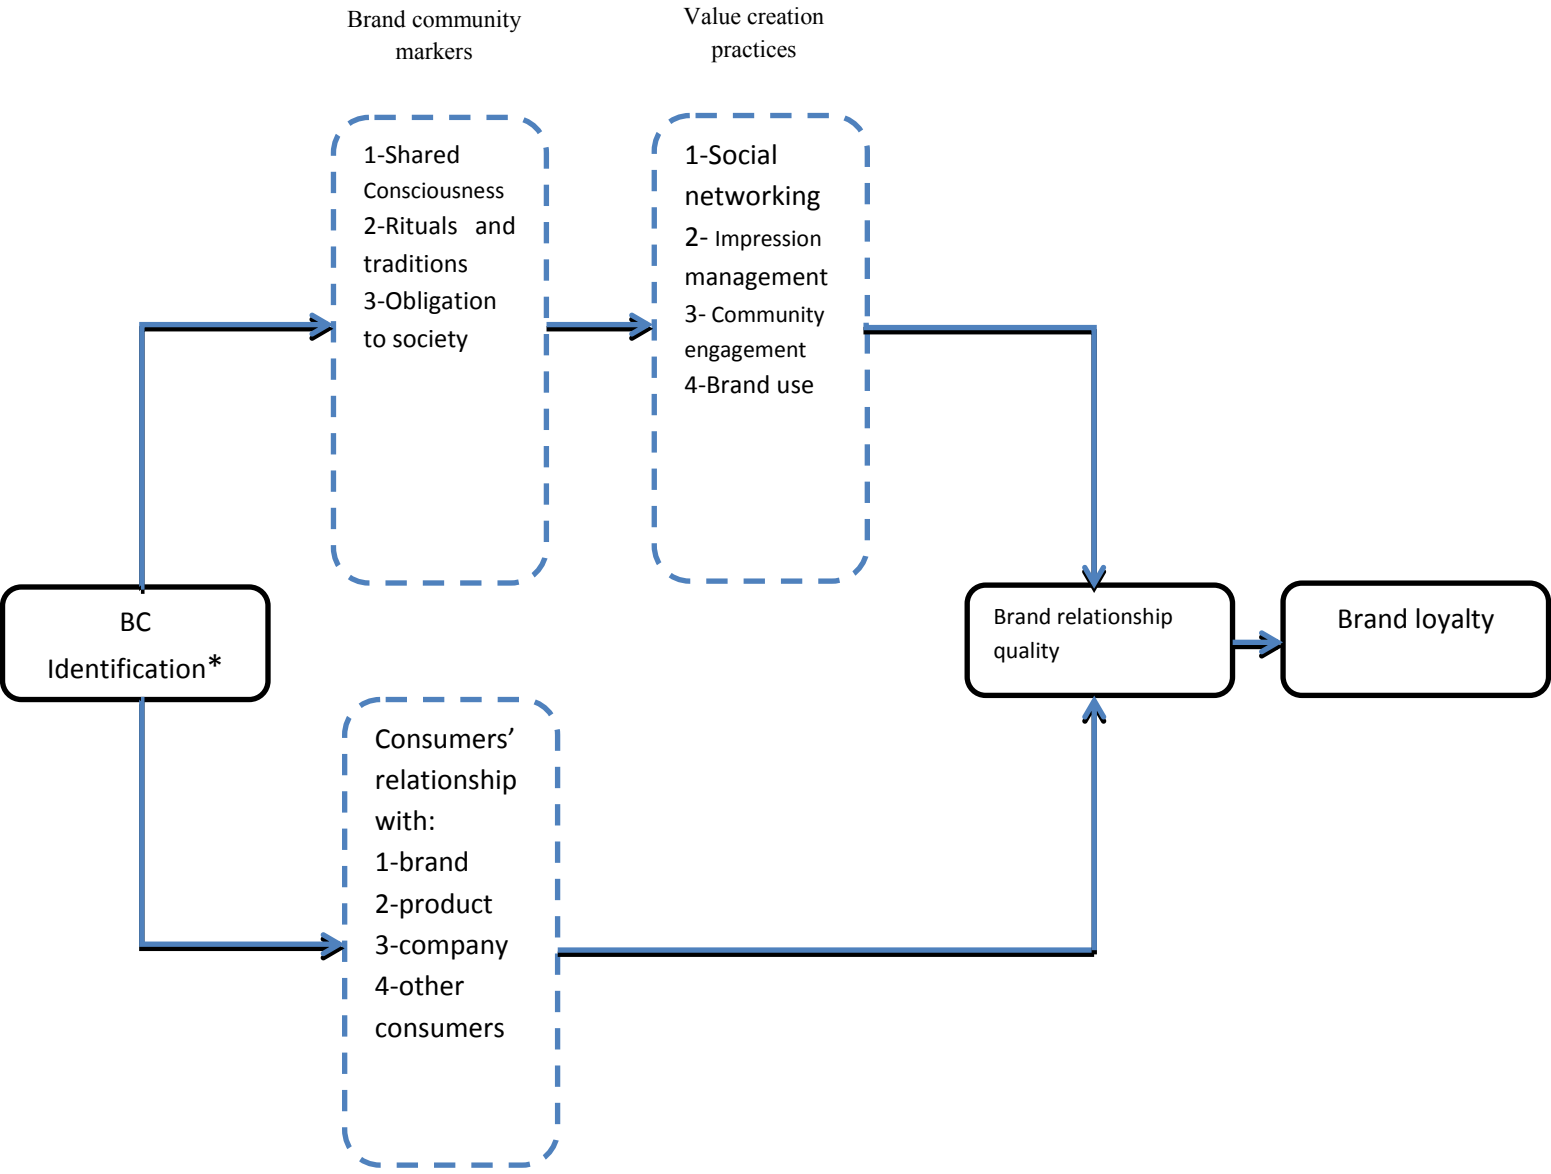 Brand community
markers
Value creation
practices
1-Shared
Consciousness
2-Rituals and
traditions
3-Obligation
to society
1-Social
networking
2- Impression
management
3- Community
engagement
4-Brand use
BC
Identification*
Brand relationship
quality
Brand loyalty
Consumers’
relationship
with:
1-brand
2-product
3-company
4-other
consumers